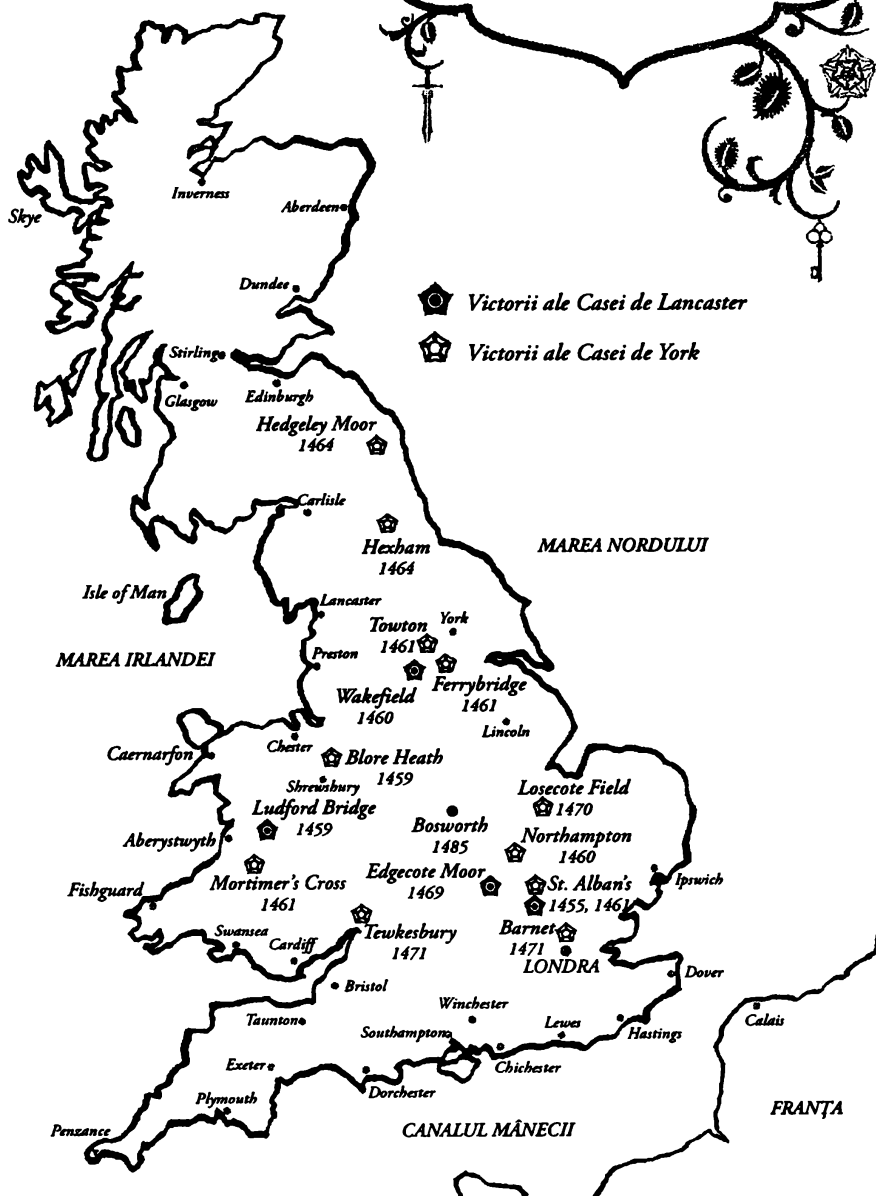 Inverness
Skye
Aberdeen
Dundee
Victorii ale Casei de Lancaster
Victorii ale Casei de York
Stirling
Glasgow
Edinburgh
Hedgeley Moor
1464
Carlisle
Hexham
1464
MAREA NORDULUI
Isle of Man
Lancaster
MAREA IRLANDEI
Preston
Towton
1461
York
Wakefield
1460
Ferrybridge
1461
Lincoln
Caernarfon
Chester
Blore Heath
1459
Shrewsbury
Ludford Bridge
1459
Losecote Field
1470
Bosworth
1485
Northampton
1460
Aberystwyth
Edgecote Moor
1469
Mortimer's Cross
1461
St. Alban's
1455, 1461
Ipswich
Fishguard
Swansea
Cardiff
Tewkesbury
1471
Barnet
1471
LONDRA
Dover
Bristol
Winchester
Taunton
Southampton
Lewes
Hastings
Calais
Chichester
Exeter
Dorchester
Plymouth
Penzance
CANALUL MÂNECII
FRANȚA